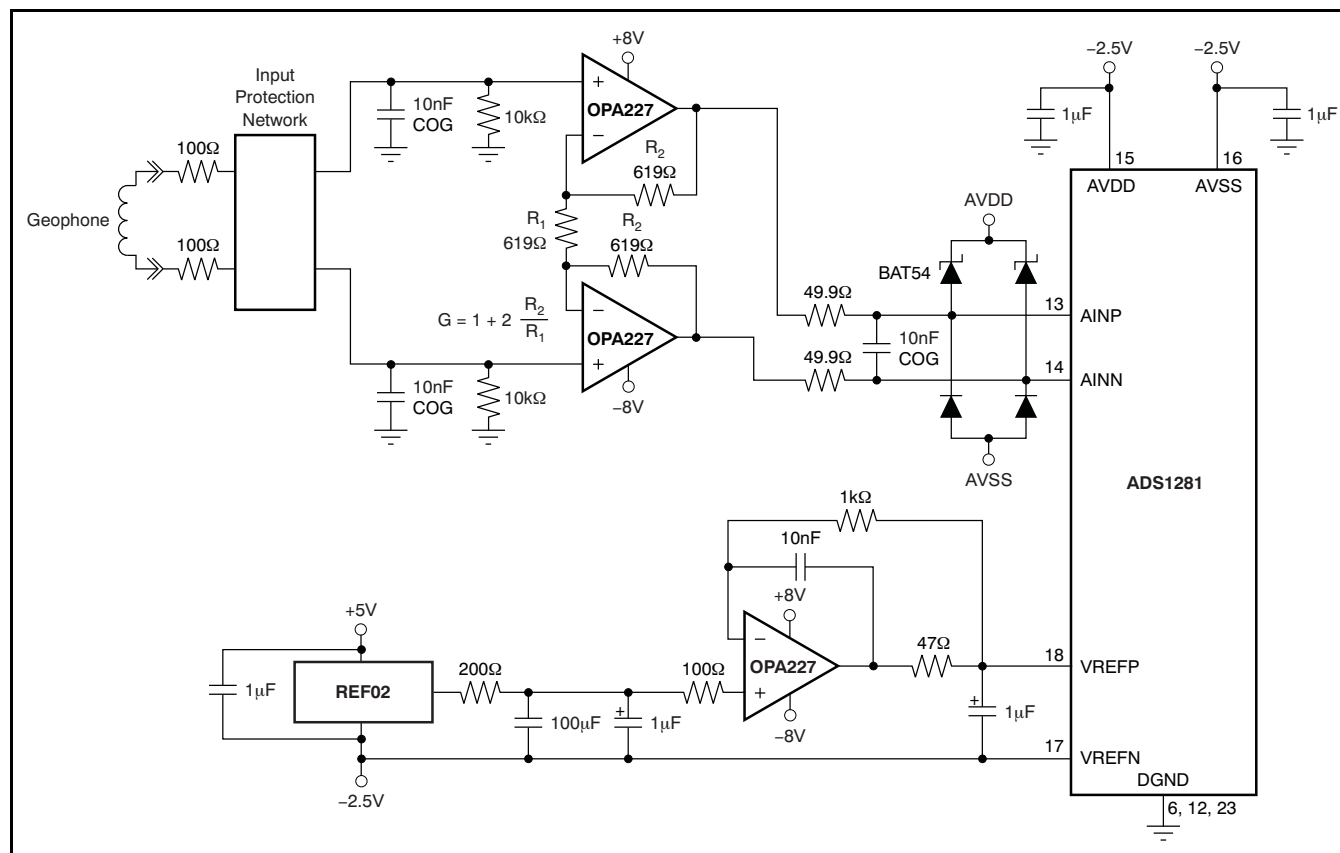 +8V
−2.5V
−2.5V
Input
Protection
Network
10nF
COG
10kΩ
+
OPA227
−
1μF
1μF
100Ω
R2
619Ω
15
16
AVDD
AVSS
Geophone
R1
619Ω
R2
619Ω
AVDD
100Ω
BAT54
G = 1 + 2 R2
R1
−
OPA227
+
−8V
49.9Ω
49.9Ω
10nF
COG
13
AINP
14
AINN
10nF
COG
10kΩ
AVSS
ADS1281
1kΩ
10nF
+5V
+8V
1μF
REF02
200Ω
100μF
+
1μF
100Ω
−
OPA227
+
−8V
47Ω
18
VREFP
+
1μF
17
VREFN
−2.5V
DGND
6, 12, 23